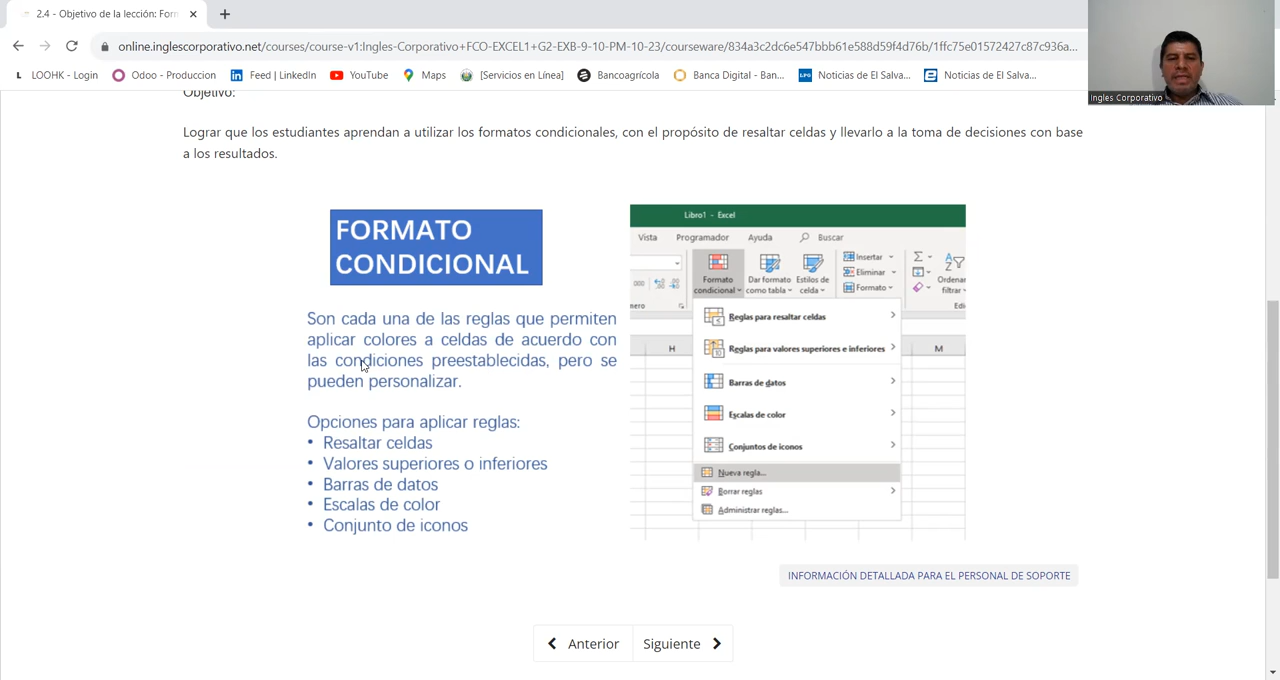 2.4 - Objetivo de la lección: Form
online.inglescorporativo.net/courses/course-v1:Ingles-Corporativo+FCO-EXCEL1+G2-EXB-9-10-PM-10-23/courseware/834a3c2dc6e547bbb61e588d59f4d76b/1ffc75e01572427c87c936a...
LOOHK - Login
Odoo - Produccion
Feed | LinkedIn
YouTube
Maps
[Servicios en Línea]
Bancoagrícola
Banca Digital - Ban...
Noticias de El Salva...
Noticias de El Salva...
Ingles Corporativo
Objetivo:
Lograr que los estudiantes aprendan a utilizar los formatos condicionales, con el propósito de resaltar celdas y llevarlo a la toma de decisiones con base
a los resultados.
FORMATO
CONDICIONAL
Son cada una de las reglas que permiten
aplicar colores a celdas de acuerdo con
las condiciones preestablecidas, pero se
pueden personalizar.
Opciones para aplicar reglas:
• Resaltar celdas
• Valores superiores o inferiores
• Barras de datos
• Escalas de color
• Conjunto de iconos
Libro1 - Excel
Vista Programador Ayuda Buscar
Formato
condicional
Dar formato
como tabla
Estilos de
celda
Insertar
Eliminar
Formato
Ordenar
filtrar
mero
Edi
Reglas para resaltar celdas
Reglas para valores superiores e inferiores
Barras de datos
Escalas de color
Conjuntos de iconos
Nueva regla...
Borrar reglas
Administrar reglas...
H
M
INFORMACIÓN DETALLADA PARA EL PERSONAL DE SOPORTE
Anterior
Siguiente